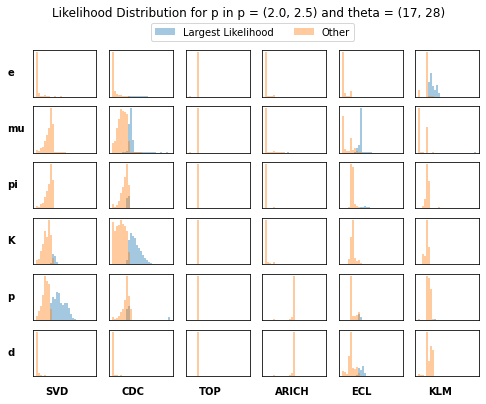 Likelihood Distribution for p in p = (2.0, 2.5) and theta = (17, 28)
Largest Likelihood Other
e
mu
pi
K
p
d
SVD CDC TOP ARICH ECL KLM